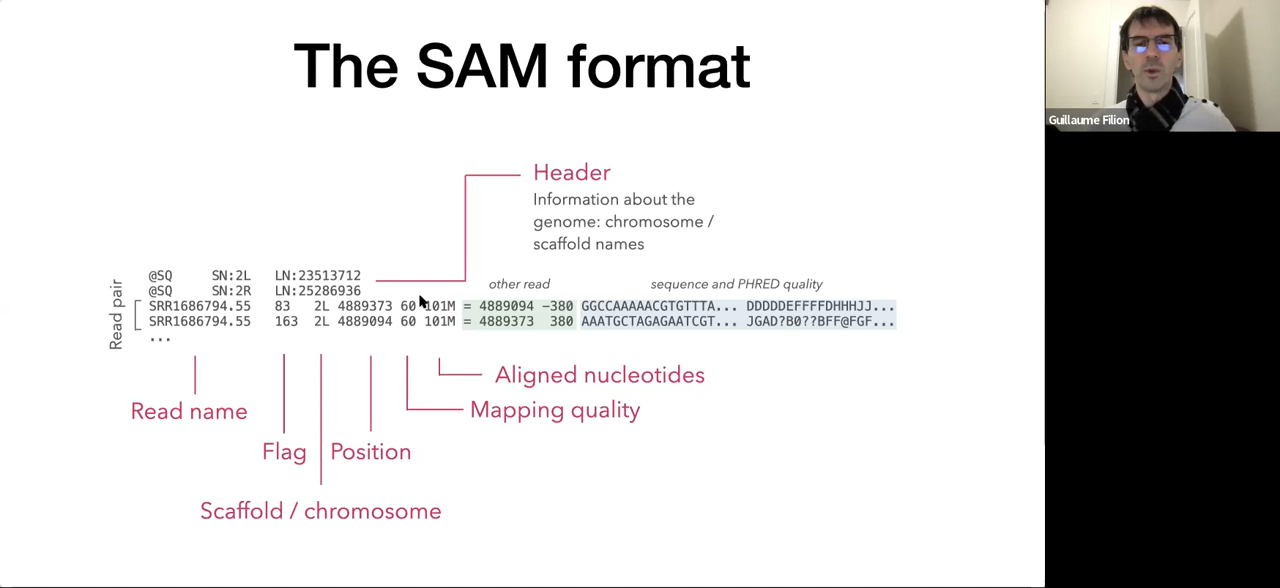 The SAM format
Guillaume Filion
Header
Information about the
genome: chromosome /
scaffold names
other read
sequence and PHRED quality
Read pair
@SQ SN:2L LN:23513712
@SQ SN:2R LN:25286936
SRR1686794.55 83 2L 4889373 60 101M = 4889094 −380 GGCCAAAAACGTGTTTA... DDDDDEFFFFDHHHJJ...
SRR1686794.55 163 2L 4889094 60 101M = 4889373 380 AAATGCTAGAGAATCGT... JGAD?B0??BFF@FGF...
...
Aligned nucleotides
Mapping quality
Read name
Flag
Position
Scaffold / chromosome